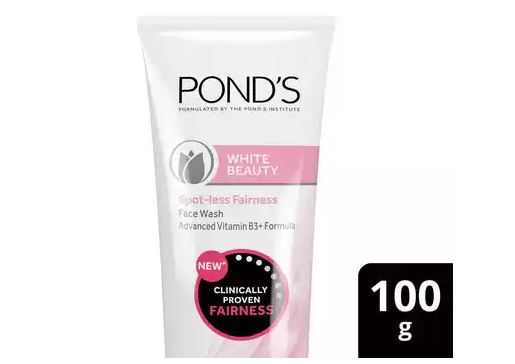 POND'S
FORMULATED BY THE POND'S INSTITUTE
WHITE
BEAUTY
Spot-less Fairness
Face Wash
Advanced Vitamin B3+ Formula
NEW^
CLINICALLY
PROVEN
FAIRNESS
100
g